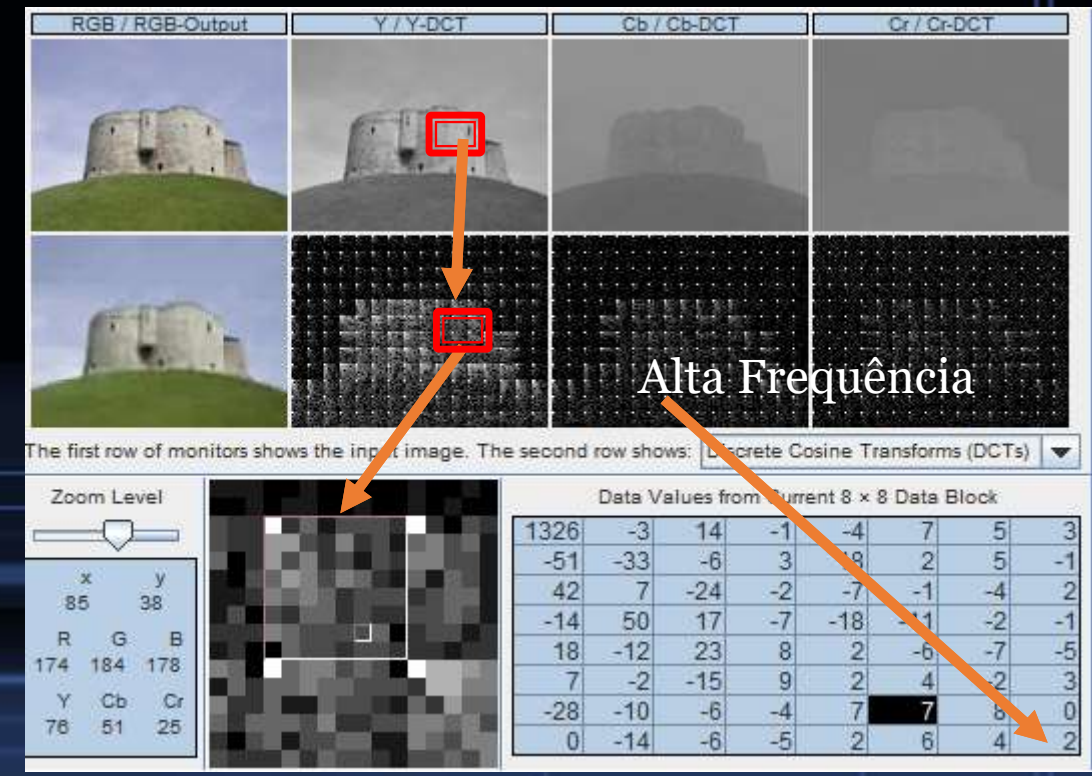 RGB / RGB-Output Y / Y-DCT Cb / Cb-DCT Cr / Cr-DCT
Alta Frequência
The first row of monitors shows the input image. The second row shows: Discrete Cosine Transforms (DCTs)
Zoom Level
x y
85 38
R G B
174 184 178
Y Cb Cr
76 51 25
Data Values from Current 8 × 8 Data Block
1326 -3 14 -1 -4 7 5 3
-51 -33 -6 3 2 5 -1
42 7 -24 -2 -7 -1 -4 2
-14 50 17 -7 -18 -2 -1
18 -12 23 8 2 -6 -7 -5
7 -2 -15 9 2 4 -2 3
-28 -10 -6 -4 7 7 8 0
0 -14 -6 -5 2 6 4 2